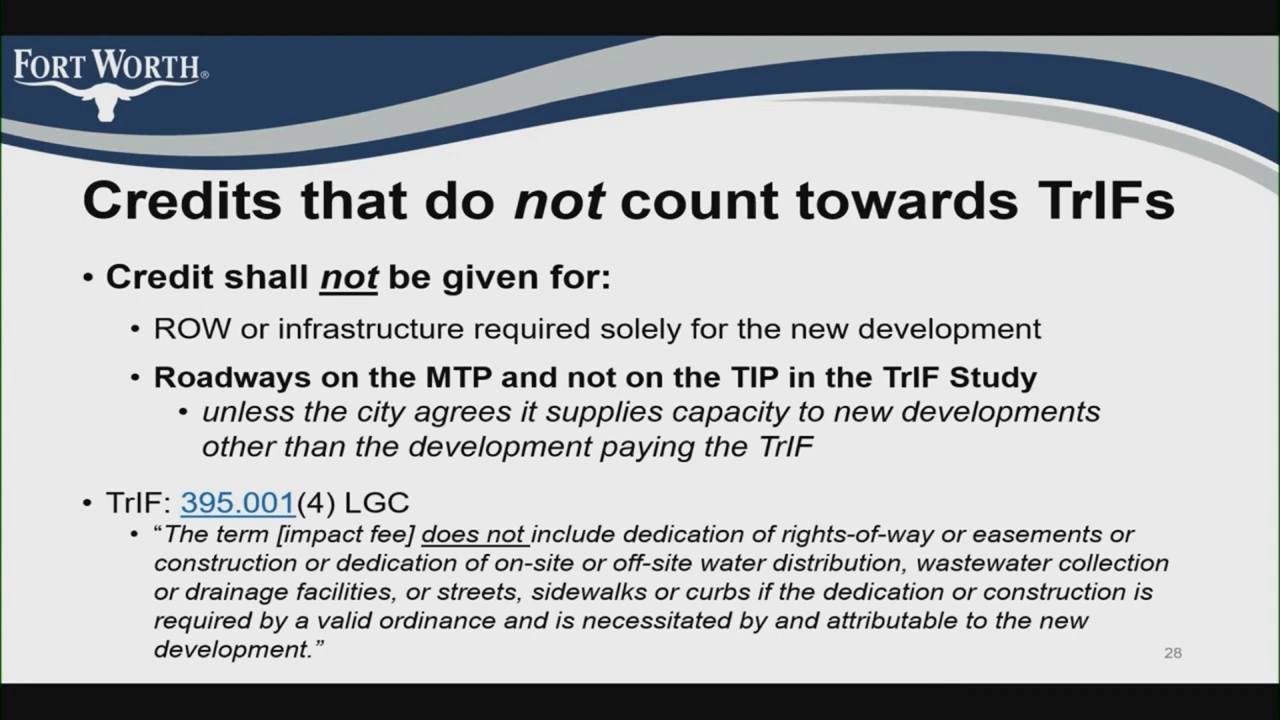 FORT WORTH®
Credits that do not count towards TrIFs
• Credit shall not be given for:
• ROW or infrastructure required solely for the new development
• Roadways on the MTP and not on the TIP in the TrIF Study
• unless the city agrees it supplies capacity to new developments
other than the development paying the TrIF
• TrIF: 395.001(4) LGC
• “The term [impact fee] does not include dedication of rights-of-way or easements or
construction or dedication of on-site or off-site water distribution, wastewater collection
or drainage facilities, or streets, sidewalks or curbs if the dedication or construction is
required by a valid ordinance and is necessitated by and attributable to the new
development.”
28